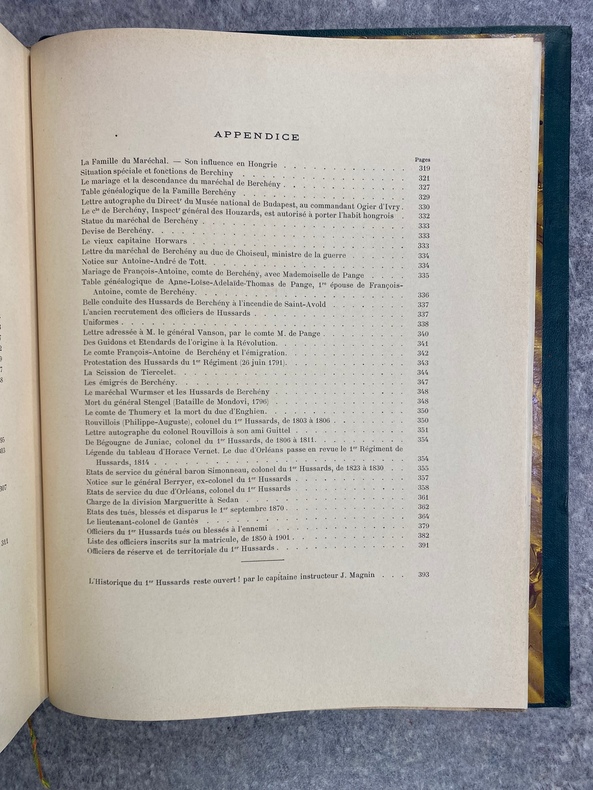 APPENDICE
Pages
La Famille du Maréchal. — Son influence en Hongrie . . . . . . . . . . 319
Situation spéciale et fonctions de Berchiny . . . . . . . . . . 321
Le mariage et la descendance du maréchal de Berchény . . . . . . . . . . 327
Table généalogique de la Famille Berchény . . . . . . . . . . 329
Lettre autographe du Directr du Musée national de Budapest, au commandant Ogier d'Ivry . 330
Le cte de Berchény, Inspectr général des Houzards, est autorisé à porter l'habit hongrois . 332
Statue du maréchal de Berchény . . . . . . . . . . 333
Devise de Berchény. . . . . . . . . . 333
Le vieux capitaine Horwars . . . . . . . . . . 333
Lettre du maréchal de Berchény au duc de Choiseul, ministre de la guerre . . . . . . 334
Notice sur Antoine-André de Tott. . . . . . . . . . 334
Mariage de François-Antoine, comte de Berchény, avec Mademoiselle de Pange . . . . 335
Table généalogique de Anne-Loïse-Adelaïde-Thomas de Pange, 1re épouse de François-
Antoine, comte de Berchény. . . . . . . . . . 336
Belle conduite des Hussards de Berchény à l'incendie de Saint-Avold . . . . . . . 337
L'ancien recrutement des officiers de Hussards . . . . . . . . . . 337
Uniformes . . . . . . . . . . 338
Lettre adressée à M. le général Vanson, par le comte M. de Pange . . . . . . . 340
Des Guidons et Etendards de l'origine à la Révolution. . . . . . . . . . 341
Le comte François-Antoine de Berchény et l'émigration. . . . . . . . . . 342
Protestation des Hussards du 1er Régiment (26 juin 1791). . . . . . . . . . 343
La Scission de Tiercelet. . . . . . . . . . 344
Les émigrés de Berchény. . . . . . . . . . 347
Le maréchal Wurmser et les Hussards de Berchény . . . . . . . . . . 348
Mort du général Stengel (Bataille de Mondovi, 1796) . . . . . . . . . . 348
Le comte de Thumery et la mort du duc d'Enghien. . . . . . . . . . 350
Rouvillois (Philippe-Auguste), colonel du 1er Hussards, de 1803 à 1806 . . . . . . . 350
Lettre autographe du colonel Rouvillois à son ami Guittel . . . . . . . . . . 351
De Bégougne de Juniac, colonel du 1er Hussards, de 1806 à 1811. . . . . . . . . . 354
Légende du tableau d'Horace Vernet. Le duc d'Orléans passe en revue le 1er Régiment de
Hussards, 1814 . . . . . . . . . . 354
Etats de service du général baron Simonneau, colonel du 1er Hussards, de 1823 à 1830 . . 355
Notice sur le général Berryer, ex-colonel du 1er Hussards . . . . . . . . . . 357
Etats de service du duc d'Orléans, colonel du 1er Hussards . . . . . . . . . . 358
Charge de la division Margueritte à Sedan . . . . . . . . . . 361
Etats des tués, blessés et disparus le 1er septembre 1870 . . . . . . . . . . 362
Le lieutenant-colonel de Gantès . . . . . . . . . . 364
Officiers du 1er Hussards tués ou blessés à l'ennemi . . . . . . . . . . 379
Liste des officiers inscrits sur la matricule, de 1850 à 1901 . . . . . . . . . . 382
Officiers de réserve et de territoriale du 1er Hussards . . . . . . . . . . 391
L'Historique du 1er Hussards reste ouvert ! par le capitaine instructeur J. Magnin . . . 393